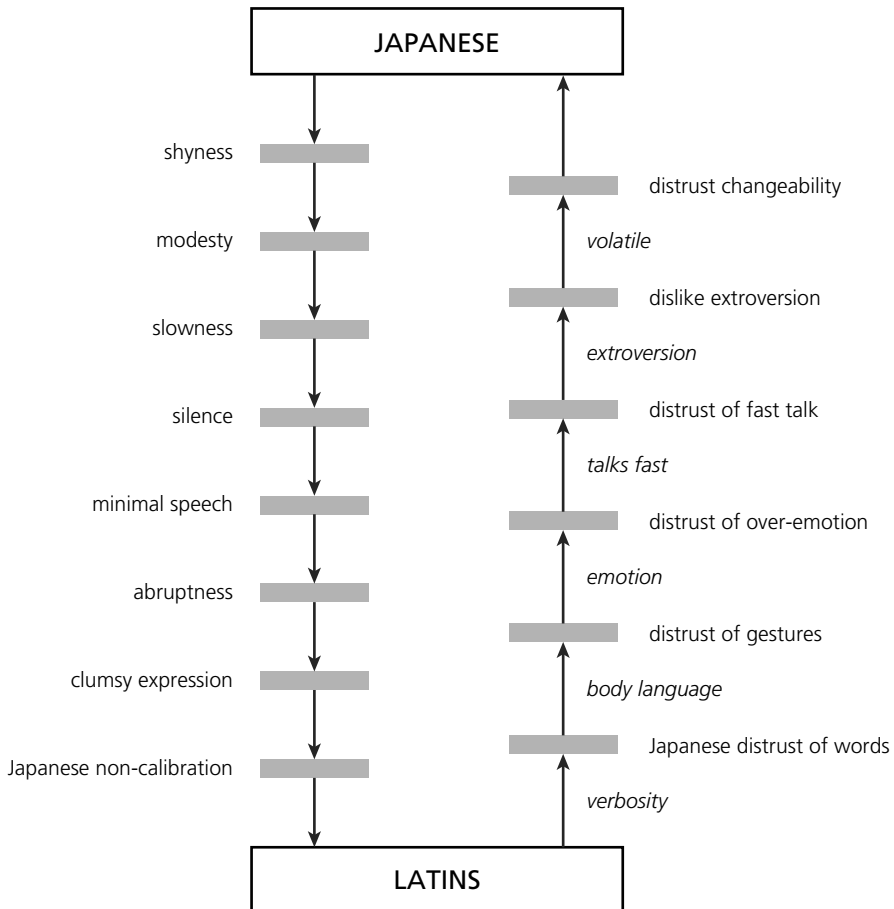 JAPANESE
shyness
modesty
slowness
silence
minimal speech
abruptness
clumsy expression
Japanese non-calibration
distrust changeability
volatile
dislike extroversion
extroversion
distrust of fast talk
talks fast
distrust of over-emotion
emotion
distrust of gestures
body language
Japanese distrust of words
verbosity
LATINS